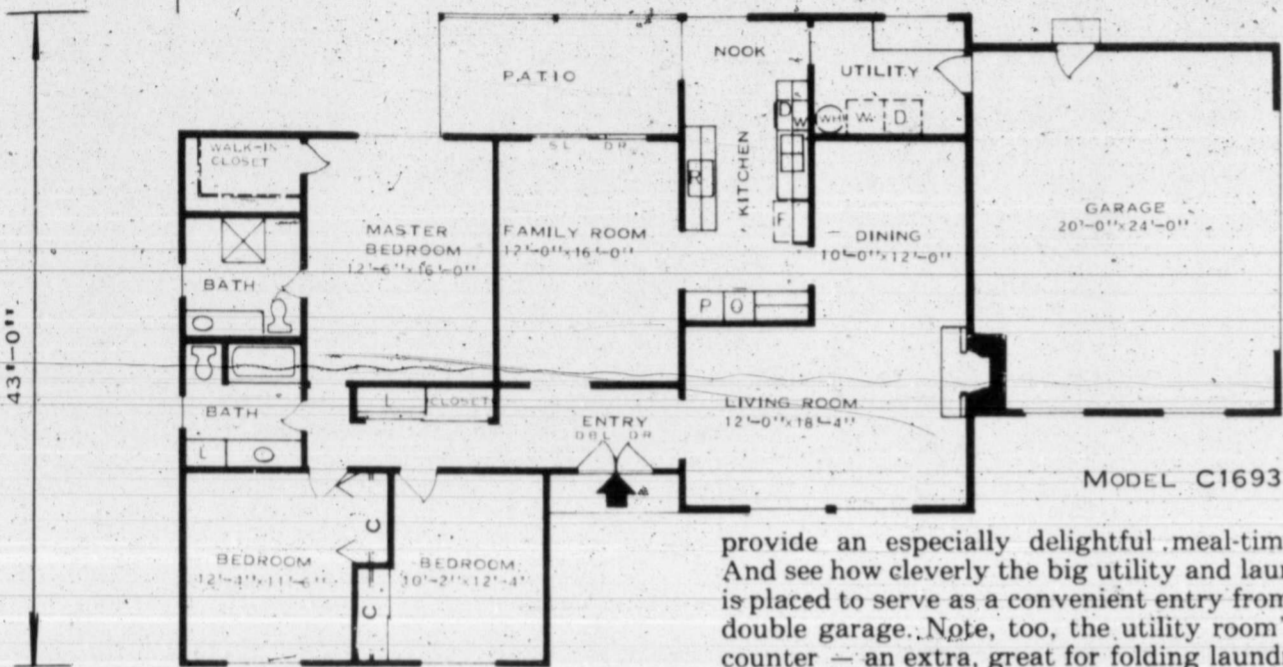 NOOK
PATIO
UTILITY
D
W
WH
W
D
SL DR
WALK-IN
CLOSET
R
KITCHEN
GARAGE
20'-0"x24'-0"
MASTER
BEDROOM
12'-6"x16'-0"
FAMILY ROOM
12'-0"x16'-0"
F
DINING
10'-0"x12'-0"
BATH
P O
43'-0"
L CLOSET
LIVING ROOM
12'-0"x18'-4"
BATH
ENTRY
DBL DR
L
MODEL C1693
C
BEDROOM
12'-4"x11'-6"
BEDROOM
10'-2"x12'-4"
C
provide an especially delightful meal-tim
And see how cleverly the big utility and laun
is placed to serve as a convenient entry from
double garage. Note, too, the utility room'
counter — an extra, great for folding laund